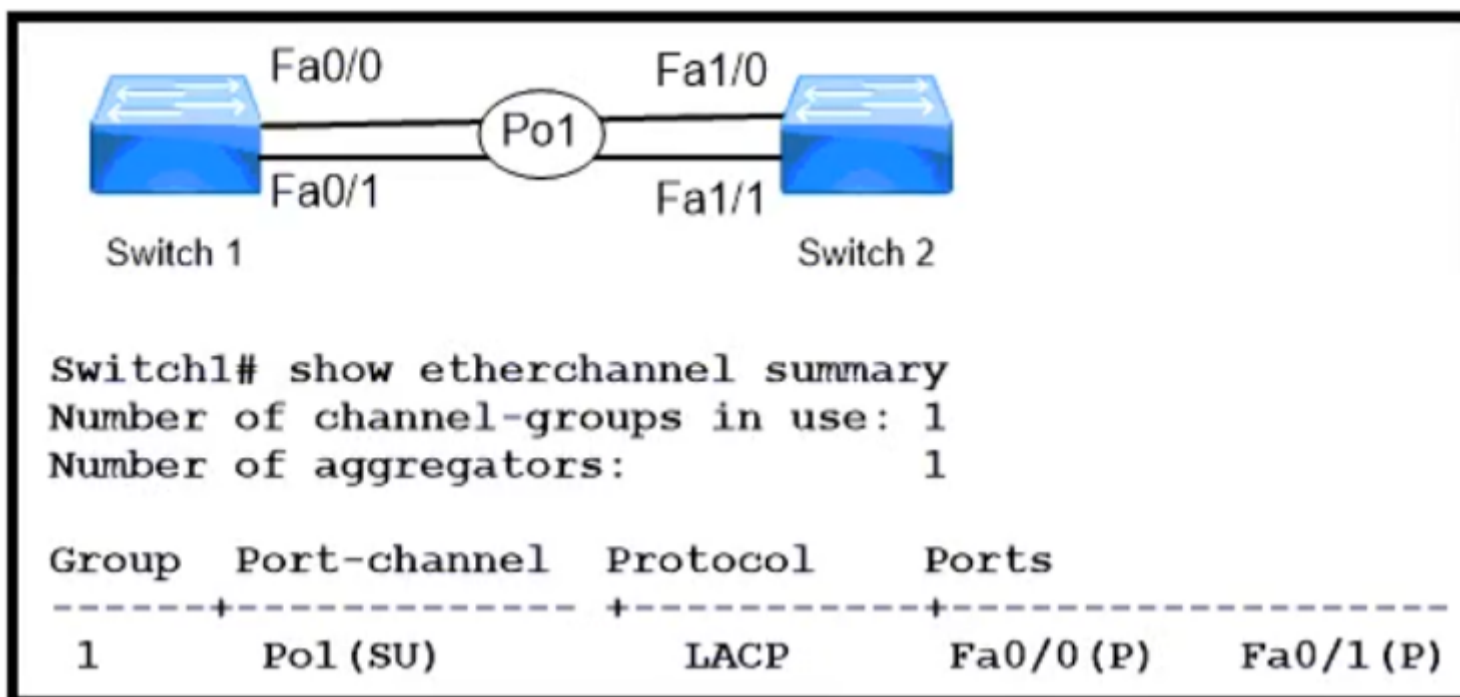 Fa0/0 Fa1/0
Po1
Fa0/1 Fa1/1
Switch 1 Switch 2
Switch1# show etherchannel summary
Number of channel-groups in use: 1
Number of aggregators: 1
Group Port-channel Protocol Ports
------+------------- +-----------+---------------------
1 Po1(SU) LACP Fa0/0(P) Fa0/1(P)